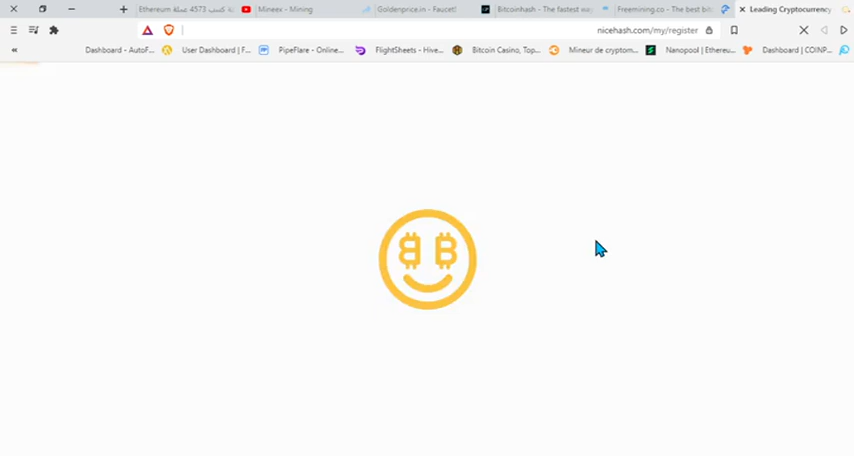 Ethereum 4573 كسب عملة
Mineex - Mining
Goldenprice.in - Faucet!
Bitcoinhash - The fastest way
Freemining.co - The best bit
Leading Cryptocurrency
nicehash.com/my/register
Dashboard - AutoF...
User Dashboard | F...
PipeFlare - Online...
FlightSheets - Hive...
Bitcoin Casino, Top...
Mineur de cryptom...
Nanopool | Ethereu...
Dashboard | COINP...